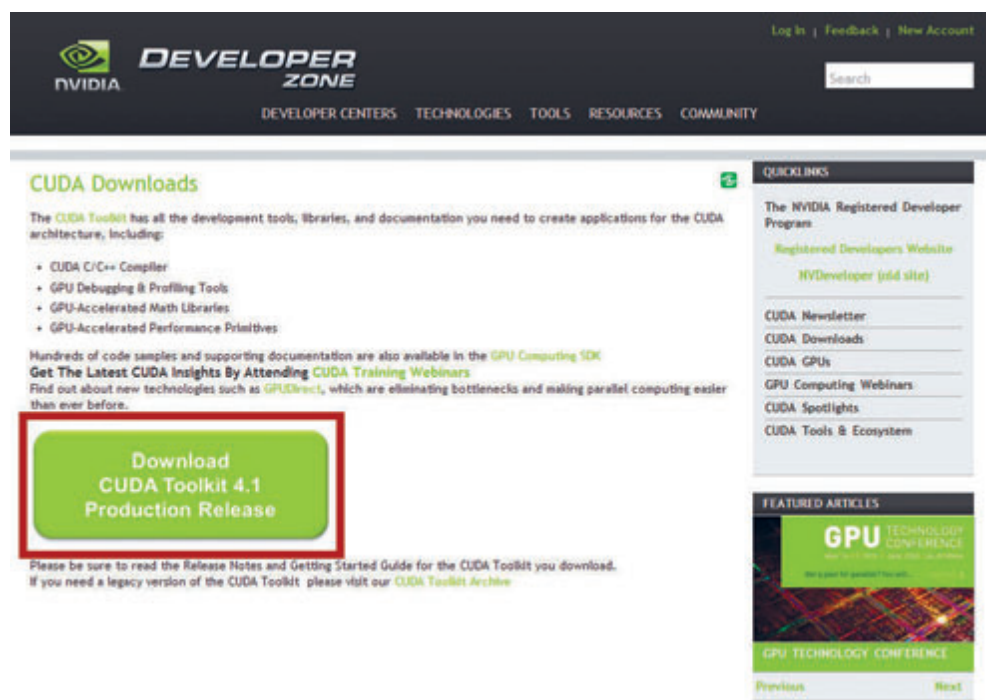 Log In | Feedback | New Account
NVIDIA
DEVELOPER
ZONE
Search
DEVELOPER CENTERS TECHNOLOGIES TOOLS RESOURCES COMMUNITY
CUDA Downloads
The CUDA Toolkit has all the development tools, libraries, and documentation you need to create applications for the CUDA
architecture, including:
• CUDA C/C++ Compiler
• GPU Debugging & Profiling Tools
• GPU-Accelerated Math Libraries
• GPU-Accelerated Performance Primitives
Hundreds of code samples and supporting documentation are also available in the GPU Computing SDK
Get The Latest CUDA Insights By Attending CUDA Training Webinars
Find out about new technologies such as GPUDirect, which are eliminating bottlenecks and making parallel computing easier
than ever before.
Download
CUDA Toolkit 4.1
Production Release
Please be sure to read the Release Notes and Getting Started Guide for the CUDA Toolkit you download.
If you need a legacy version of the CUDA Toolkit please visit our CUDA Toolkit Archive
QUICKLINKS
The NVIDIA Registered Developer
Program
Registered Developers Website
NVDeveloper (old site)
CUDA Newsletter
CUDA Downloads
CUDA GPUs
GPU Computing Webinars
CUDA Spotlights
CUDA Tools & Ecosystem
FEATURED ARTICLES
GPU TECHNOLOGY
CONFERENCE
GPU TECHNOLOGY CONFERENCE
Previous Next